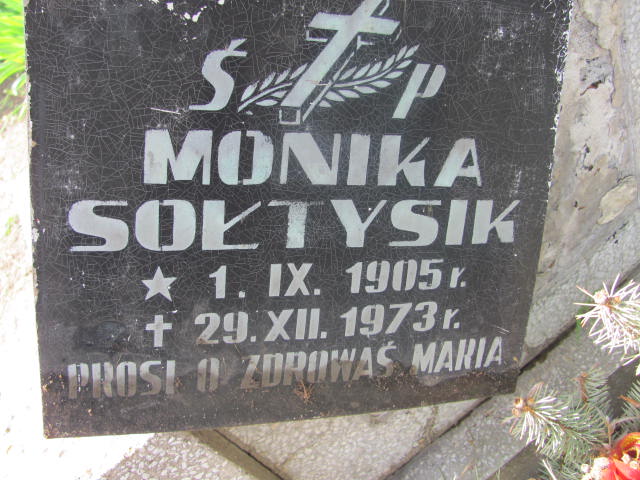 Ś P
MONIKA
SOŁTYSIK
★ 1. IX. 1905 r.
✝ 29. XII. 1973 r.
PROSI O ZDROWAŚ MARIA